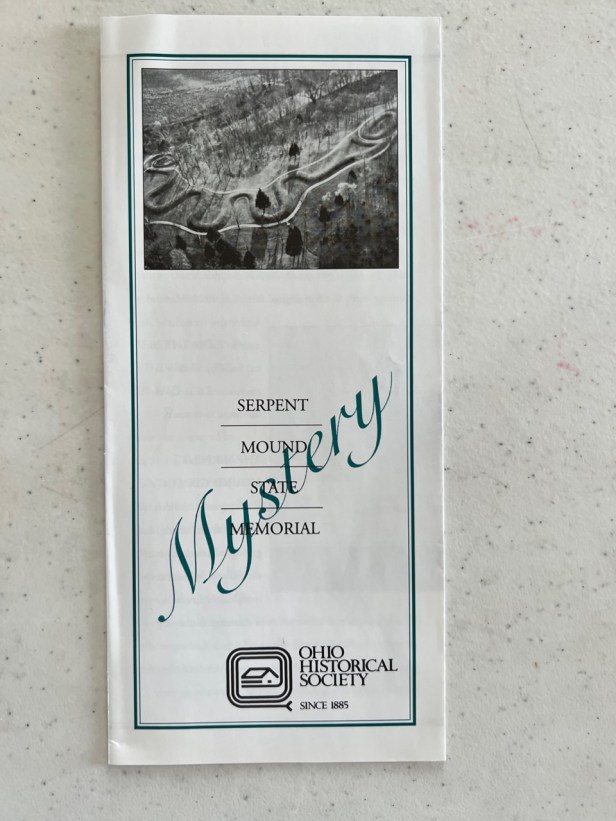 SERPENT
MOUND
STATE
MEMORIAL
Mystery
OHIO
HISTORICAL
SOCIETY
SINCE 1885